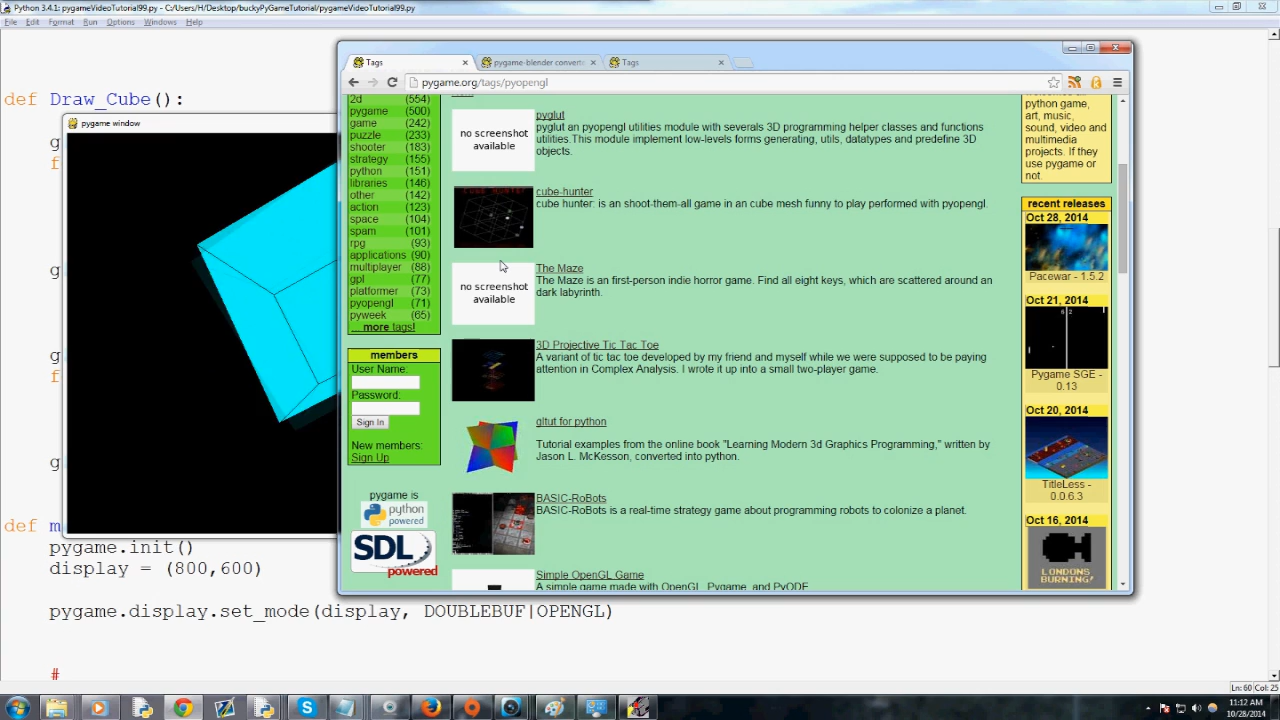 Python 3.4.1: pygameVideoTutorial99.py - C:/Users/H/Desktop/buckyPyGameTutorial/pygameVideoTutorial99.py
File Edit Format Run Options Windows Help
def Draw_Cube():
pygame window
def m
pygame.init()
display = (800,600)
pygame.display.set_mode(display, DOUBLEBUF|OPENGL)
#
Ln: 60 Col: 25
Tags
pygame-blender converte
Tags
pygame.org/tags/pyopengl
2d (554)
pygame (500)
game (242)
puzzle (233)
shooter (183)
strategy (155)
python (151)
libraries (146)
other (142)
action (123)
space (104)
spam (101)
rpg (93)
applications (90)
multiplayer (88)
gpl (77)
platformer (73)
pyopengl (71)
pyweek (65)
... more tags!
members
User Name:
Password:
Sign In
New members:
Sign Up
pygame is
python
powered
SDL
powered
no screenshot
available
pyglut
pyglut an pyopengl utilities module with severals 3D programming helper classes and functions
utilities.This module implement low-levels forms generating, utils, datatypes and predefine 3D
objects.
CUBE HUNTER
cube-hunter
cube hunter: is an shoot-them-all game in an cube mesh funny to play performed with pyopengl.
no screenshot
available
The Maze
The Maze is an first-person indie horror game. Find all eight keys, which are scattered around an
dark labyrinth.
3D Projective Tic Tac Toe
A variant of tic tac toe developed by my friend and myself while we were supposed to be paying
attention in Complex Analysis. I wrote it up into a small two-player game.
gltut for python
Tutorial examples from the online book "Learning Modern 3d Graphics Programming," written by
Jason L. McKesson, converted into python.
BASIC-RoBots
BASIC-RoBots is a real-time strategy game about programming robots to colonize a planet.
Simple OpenGL Game
A simple game made with OpenGL, Pygame, and PyODE
welcomes all
python game,
art, music,
sound, video and
multimedia
projects. If they
use pygame or
not.
recent releases
Oct 28, 2014
Pacewar - 1.5.2
Oct 21, 2014
6 2
Pygame SGE -
0.13
Oct 20, 2014
TitleLess -
0.0.6.3
Oct 16, 2014
LONDONS
BURNING!
11:12 AM
10/28/2014